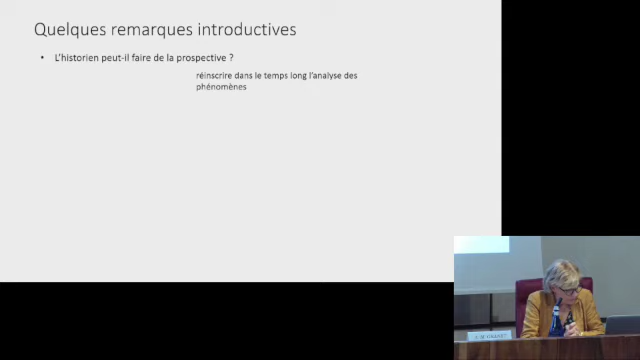 Quelques remarques introductives
• L'historien peut-il faire de la prospective ?
réinscrire dans le temps long l'analyse des
phénomènes